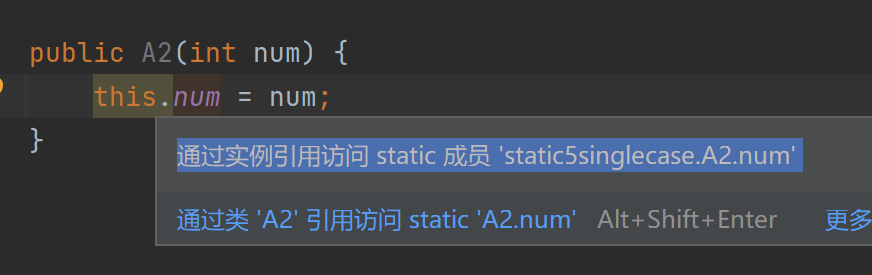 public A2(int num) {
this.num = num;
}
通过实例引用访问 static 成员 'static5singlecase.A2.num'
通过类 'A2' 引用访问 static 'A2.num' Alt+Shift+Enter 更多